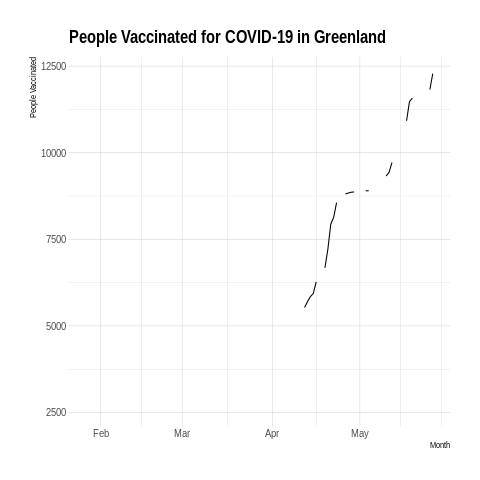 People Vaccinated for COVID-19 in Greenland
People Vaccinated
12500
10000
7500
5000
2500
Feb Mar Apr May
Month